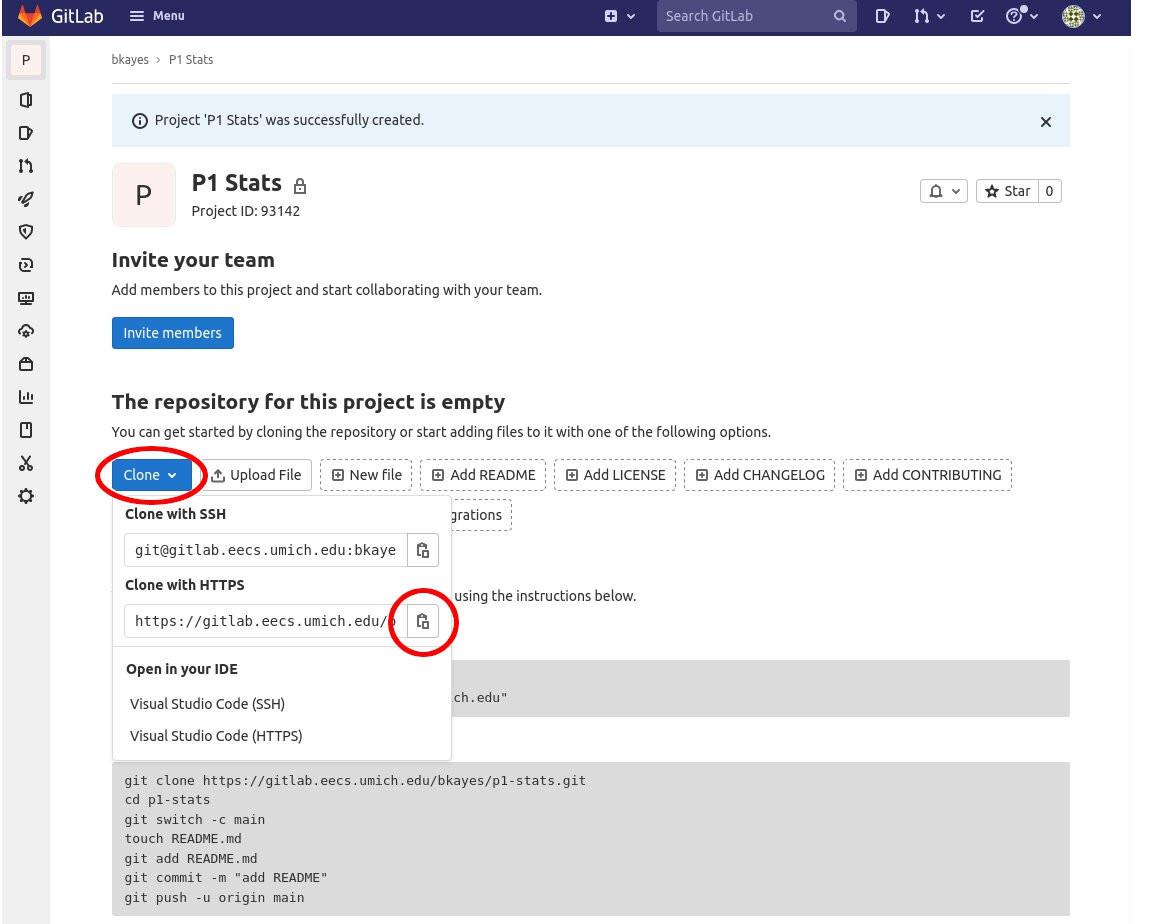 GitLab Menu Search GitLab
P
bkayes › P1 Stats
Project 'P1 Stats' was successfully created.
P
P1 Stats
Project ID: 93142
Star 0
Invite your team
Add members to this project and start collaborating with your team.
Invite members
The repository for this project is empty
You can get started by cloning the repository or start adding files to it with one of the following options.
Clone Upload File New file Add README Add LICENSE Add CHANGELOG Add CONTRIBUTING
Clone with SSH
grations
git@gitlab.eecs.umich.edu:bkaye
Clone with HTTPS
using the instructions below.
https://gitlab.eecs.umich.edu/b
Open in your IDE
ch.edu"
Visual Studio Code (SSH)
Visual Studio Code (HTTPS)
git clone https://gitlab.eecs.umich.edu/bkayes/p1-stats.git
cd p1-stats
git switch -c main
touch README.md
git add README.md
git commit -m "add README"
git push -u origin main